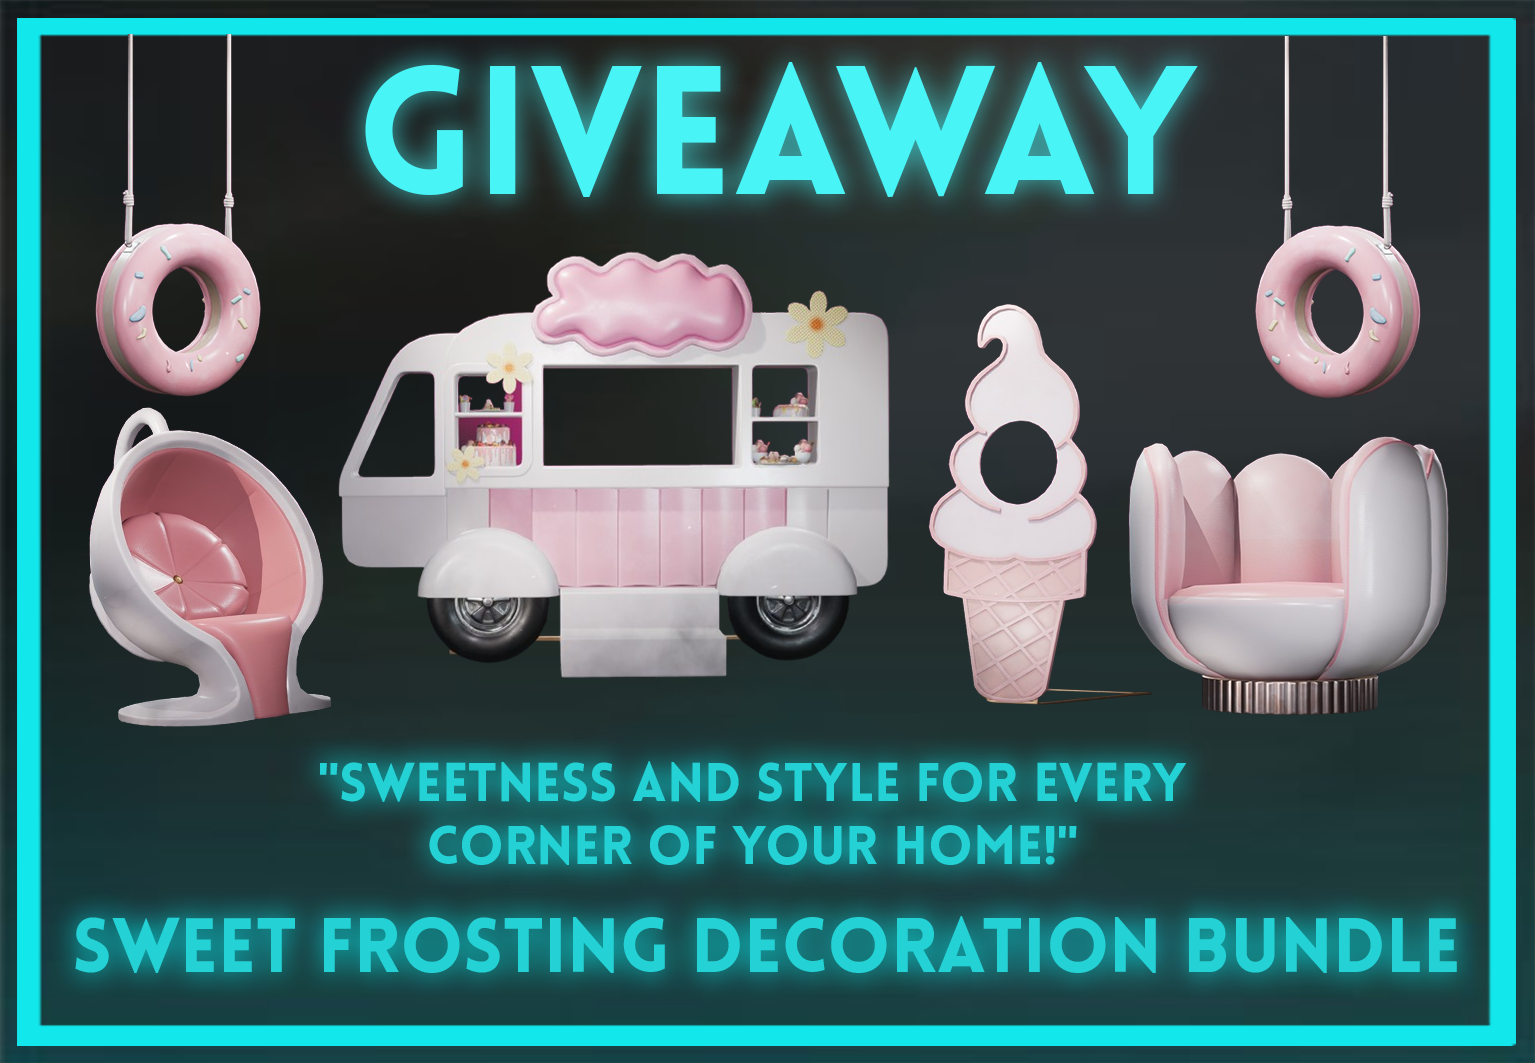 GIVEAWAY
"SWEETNESS AND STYLE FOR EVERY
CORNER OF YOUR HOME!"
SWEET FROSTING DECORATION BUNDLE